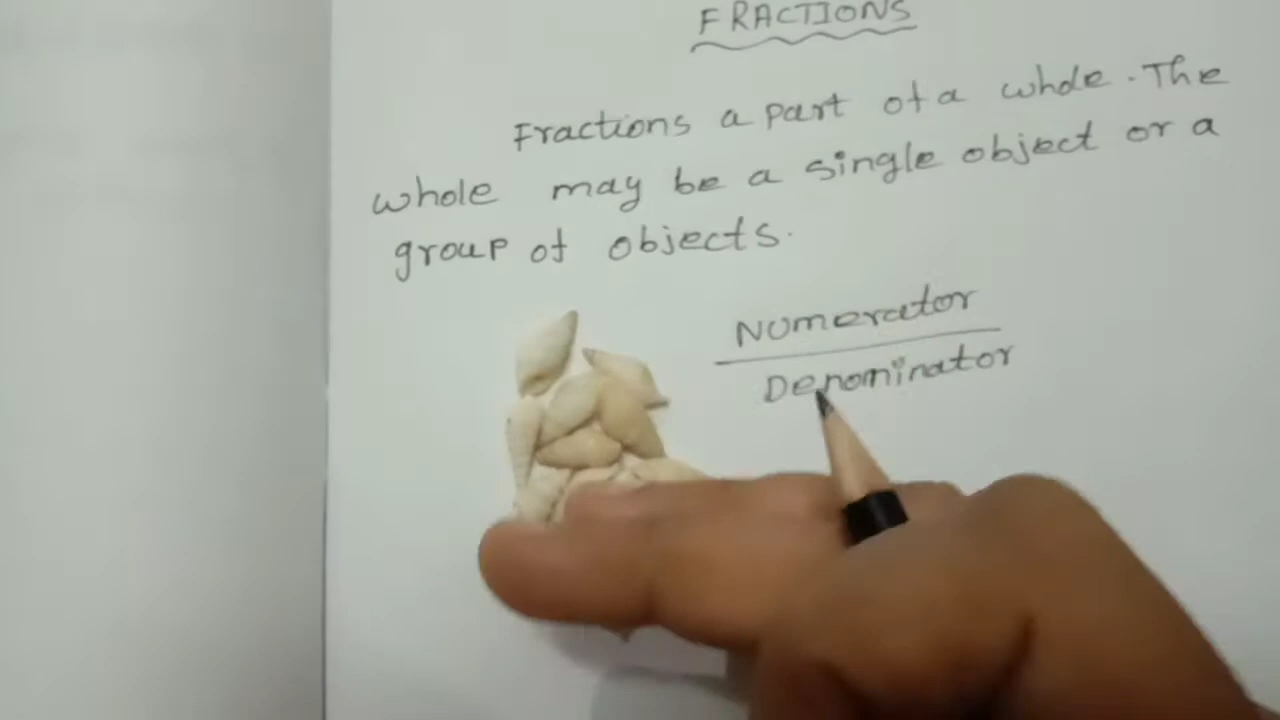 FRACTIONS
Fractions a part of a whole. The
whole may be a single object or a
group of objects.
Numerator
Denominator